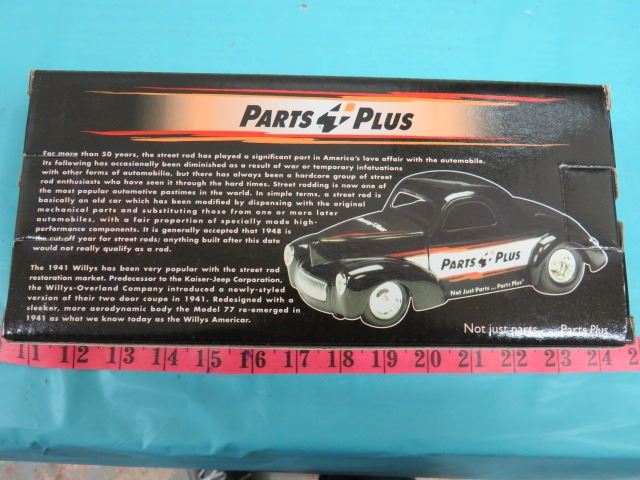 PARTS PLUS
For more than 50 years, the street rod has played a significant part in America's love affair with the automobile.
Its following has occasionally been diminished as a result of war or temporary infatuations
with other forms of automobilia, but there has always been a hardcore group of street
rod enthusiasts who have seen it through the hard times. Street rodding is now one of
the most popular automotive pastimes in the world. In simple terms, a street rod is
basically an old car which has been modified by dispensing with the original
mechanical parts and substituting those from one or more later
automobiles, with a fair proportion of specially made high-
performance components. It is generally accepted that 1948 is
the cut-off year for street rods; anything built after this date
would not really qualify as a rod.
The 1941 Willys has been very popular with the street rod
restoration market. Predecessor to the Kaiser-Jeep Corporation,
the Willys-Overland Company introduced a newly-styled
version of their two door coupe in 1941. Redesigned with a
sleeker, more aerodynamic body the Model 77 re-emerged in
1941 as what we know today as the Willys Americar.
PARTS PLUS
Not Just Parts ... Parts Plus
Not just parts ... Parts Plus
11 12 13 14 15 16 17 18 19 20 21 22 23 24